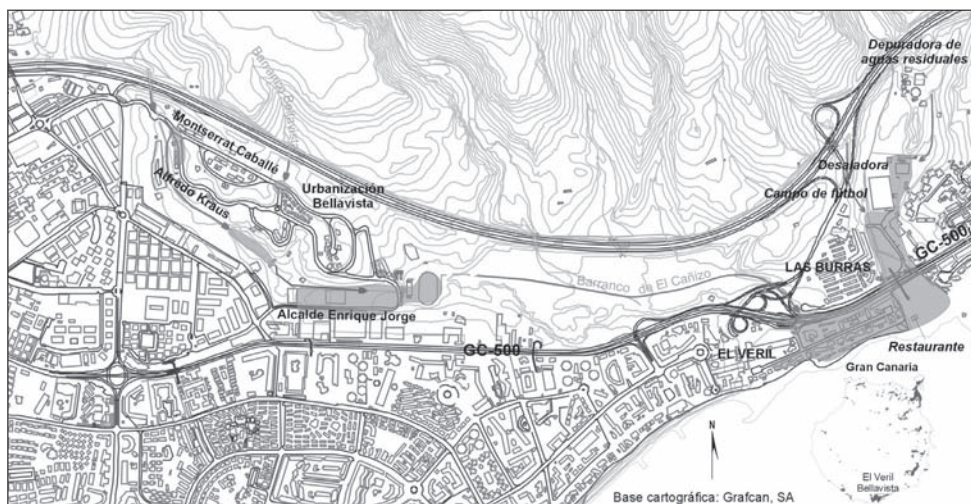 Depuradora de
aguas residuales
Montserrat Caballé
Alfredo Kraus
Urbanización
Bellavista
Desaladora
Campo de fútbol
GC-500
LAS BURRAS
Barranco de El Cañizo
Alcalde Enrique Jorge
GC-500
EL VERIL
Restaurante
Gran Canaria
N
El Veril
Bellavista
Base cartográfica: Grafcan, SA